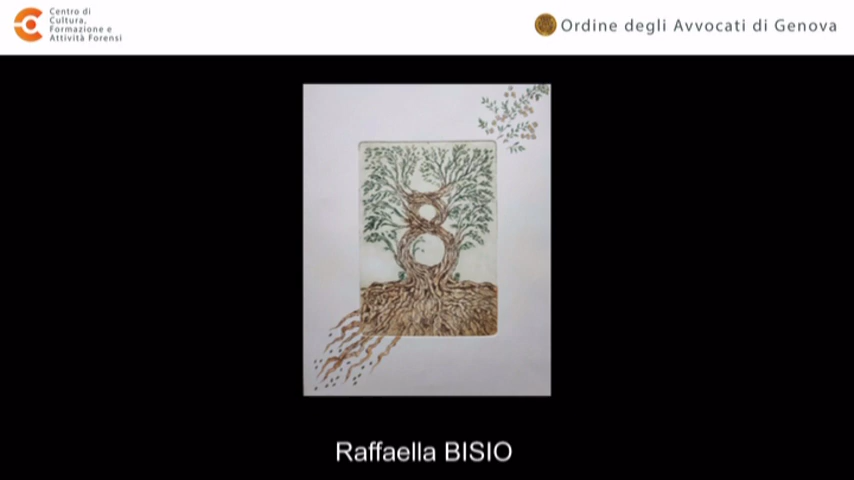 Centro di
Cultura,
Formazione e
Attività Forensi
Ordine degli Avvocati di Genova
Raffaella BISIO